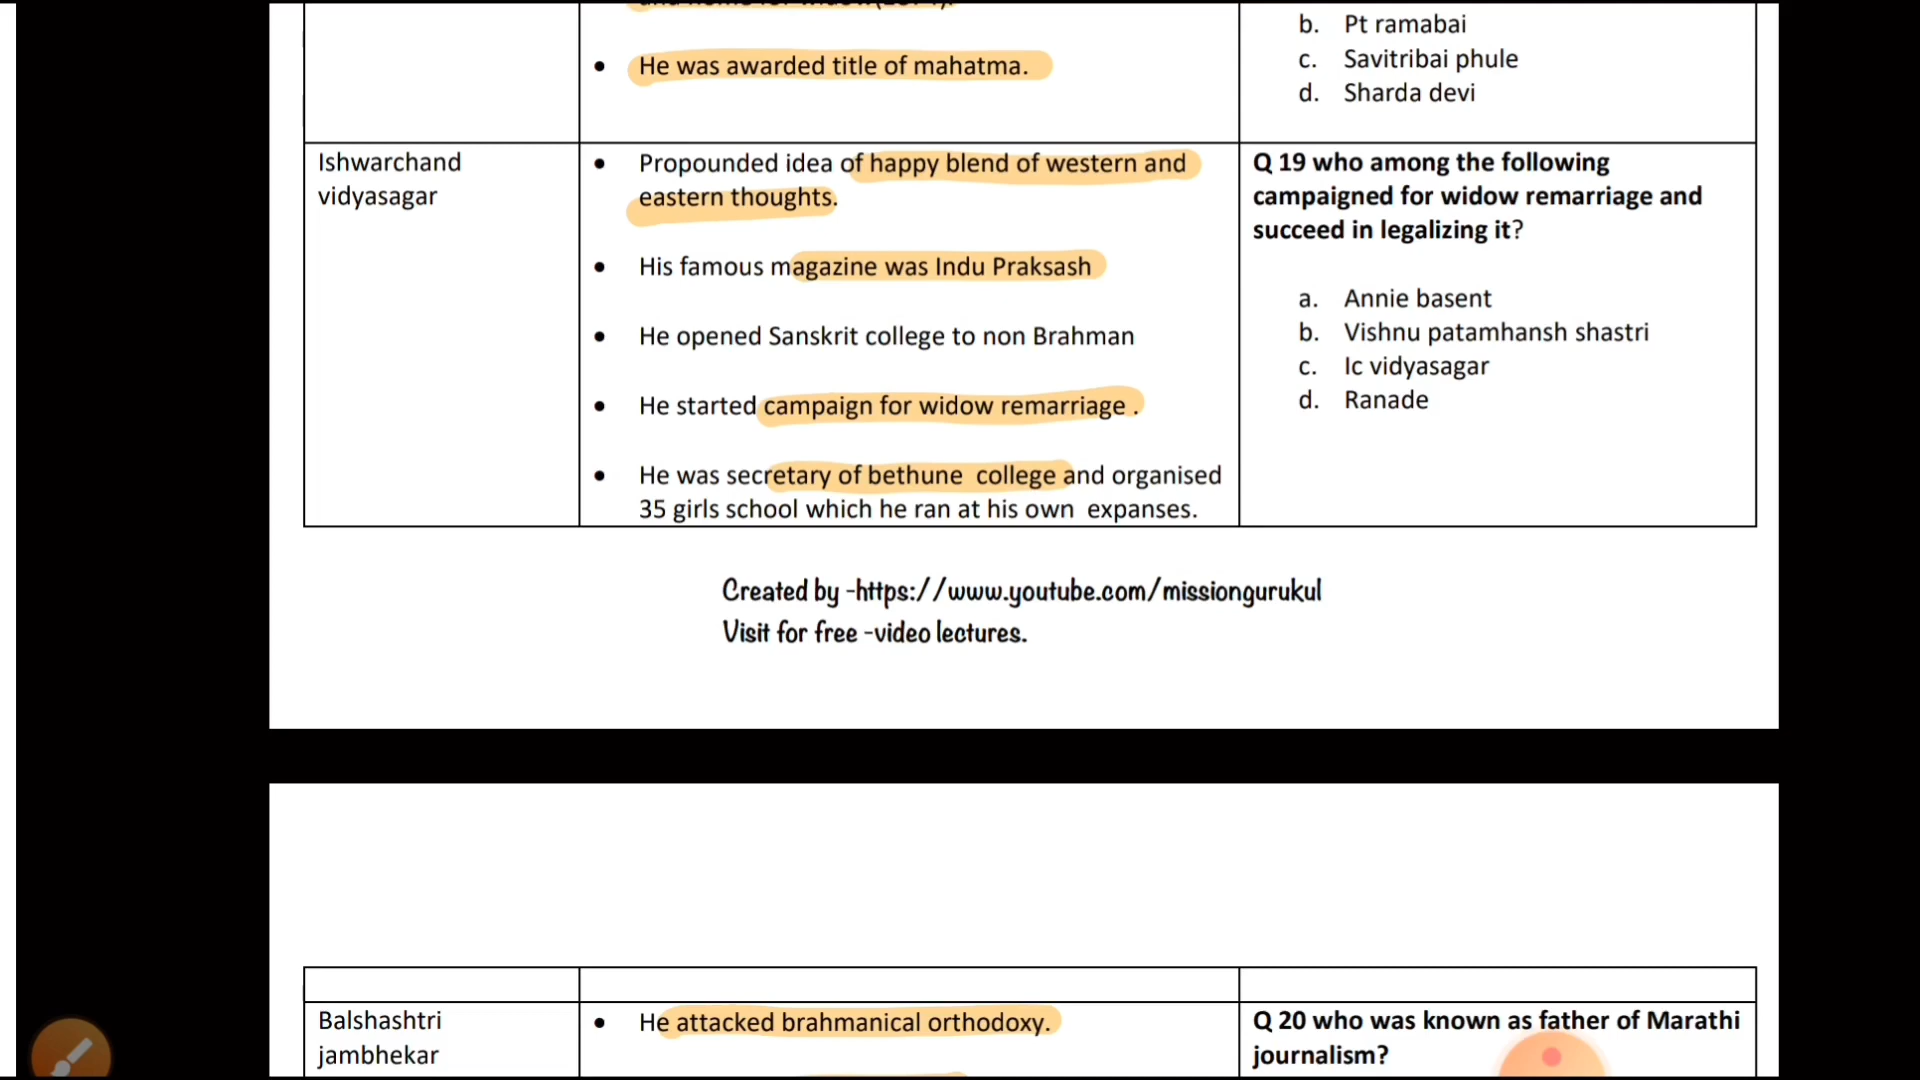 He was awarded title of mahatma.
b. Pt ramabai
c. Savitribai phule
d. Sharda devi
Ishwarchand
vidyasagar
Propounded idea of happy blend of western and
eastern thoughts.
His famous magazine was Indu Praksash
He opened Sanskrit college to non Brahman
He started campaign for widow remarriage .
He was secretary of bethune college and organised
35 girls school which he ran at his own expanses.
Q 19 who among the following
campaigned for widow remarriage and
succeed in legalizing it?
a. Annie basent
b. Vishnu patamhansh shastri
c. Ic vidyasagar
d. Ranade
Created by -https://www.youtube.com/missiongurukul
Visit for free -video lectures.
Balshashtri
jambhekar
He attacked brahmanical orthodoxy.
Q 20 who was known as father of Marathi
journalism?